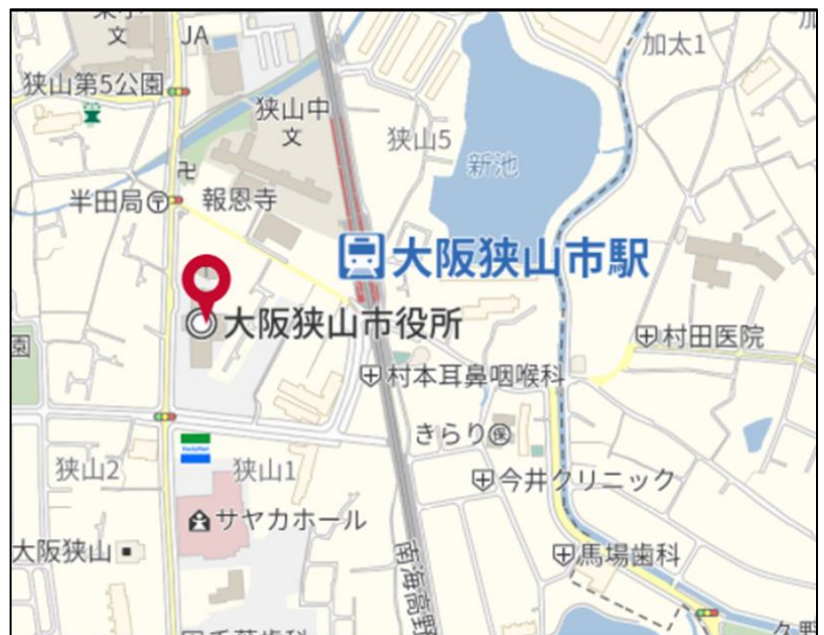 JA
文
加太1
狭山第5公園
狭山中
文
狭山5
新池
卍
半田局〒
報恩寺
大阪狭山市駅
大阪狭山市役所
園
村田医院
村本耳鼻咽喉科
きらり保
狭山2
狭山1
FamilyMart
今井クリニック
サヤカホール
大阪狭山
馬場歯科
南海高野